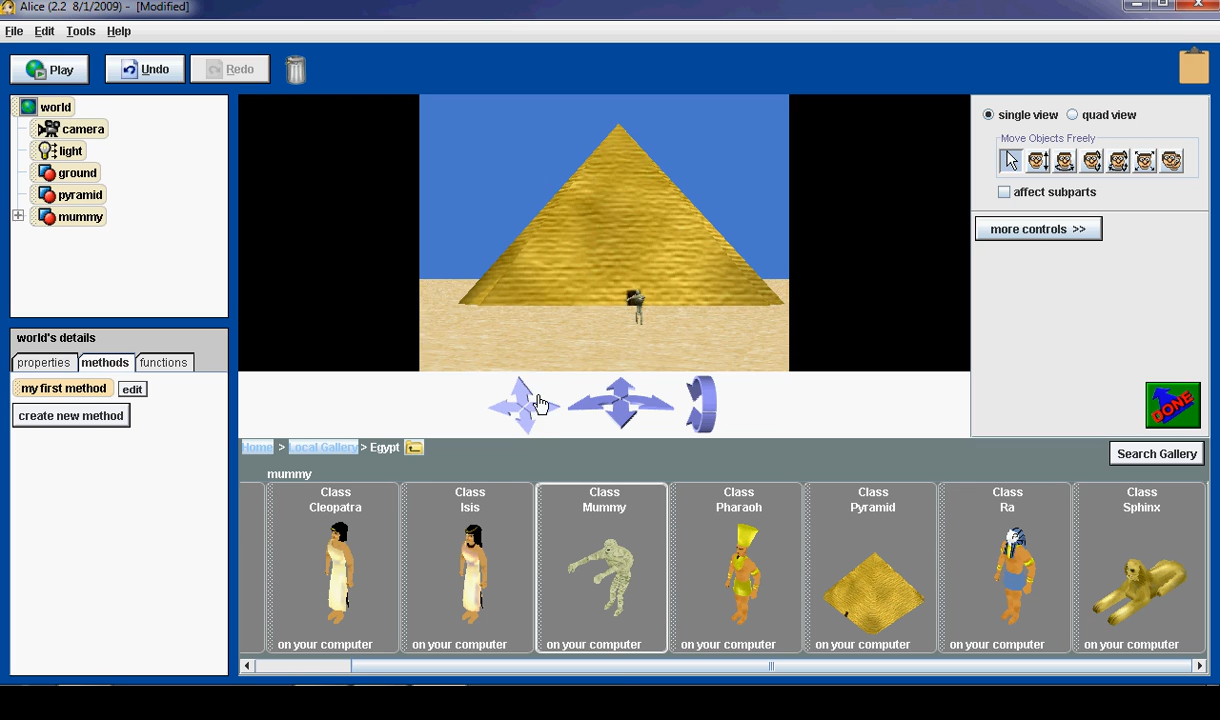 Alice (2.2 8/1/2009) - [Modified]
File Edit Tools Help
Play Undo Redo
world
camera
light
ground
pyramid
mummy
single view quad view
Move Objects Freely
affect subparts
more controls >>
DONE
world's details
properties methods functions
my first method edit
create new method
Home > Local Gallery > Egypt
Search Gallery
mummy
Class
Cleopatra
on your computer
Class
Isis
on your computer
Class
Mummy
on your computer
Class
Pharaoh
on your computer
Class
Pyramid
on your computer
Class
Ra
on your computer
Class
Sphinx
on your computer